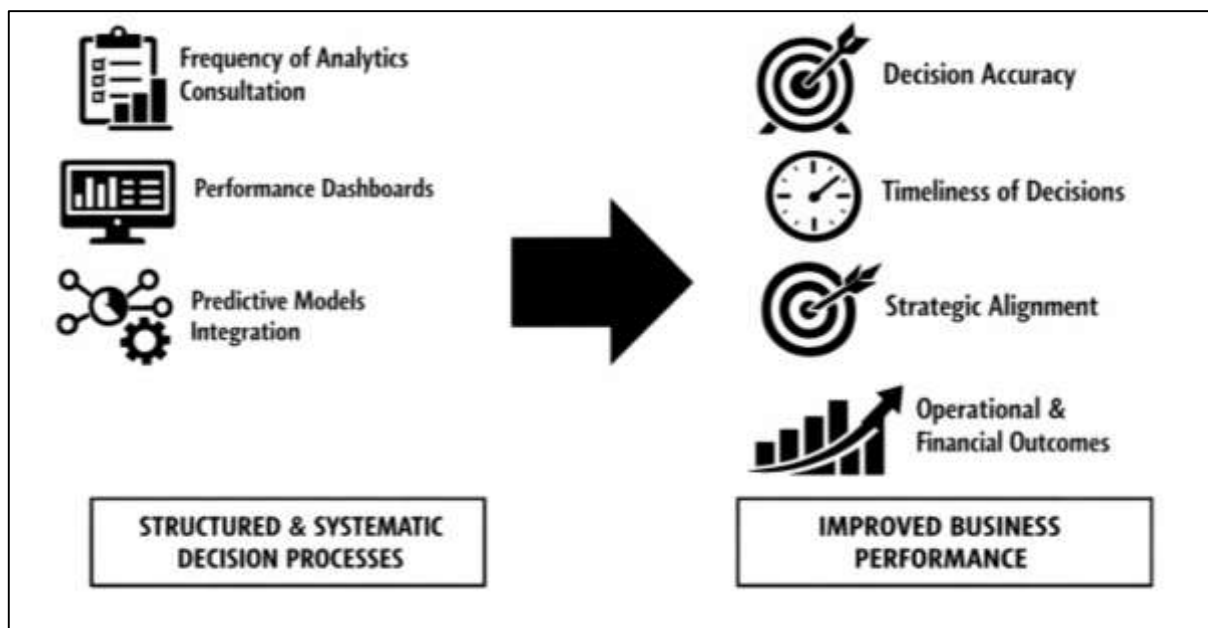 Frequency of Analytics
Consultation
Performance Dashboards
Predictive Models
Integration
STRUCTURED & SYSTEMATIC
DECISION PROCESSES
Decision Accuracy
Timeliness of Decisions
Strategic Alignment
Operational &
Financial Outcomes
IMPROVED BUSINESS
PERFORMANCE